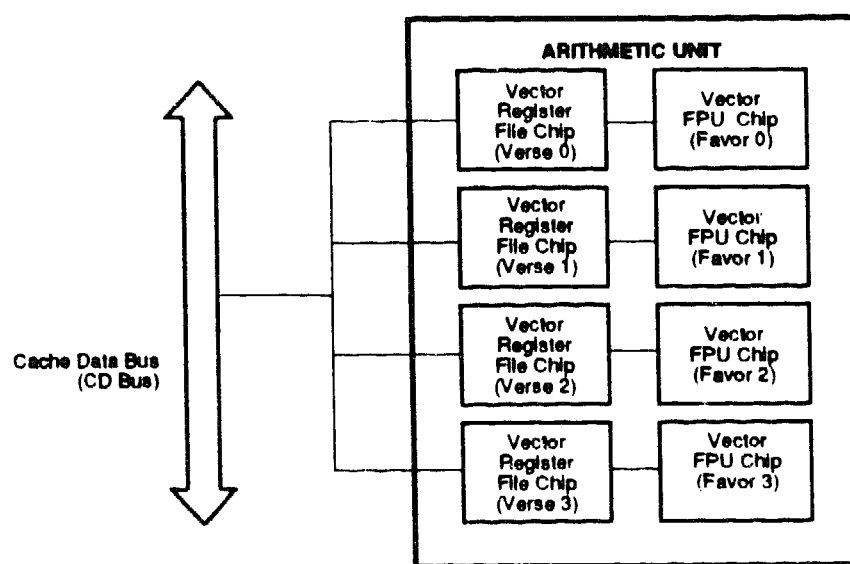 ARITHMETIC UNIT
Vector
Register
File Chip
(Verse 0)
Vector
FPU Chip
(Favor 0)
Vector
Register
File Chip
(Verse 1)
Vector
FPU Chip
(Favor 1)
Cache Data Bus
(CD Bus)
Vector
Register
File Chip
(Verse 2)
Vector
FPU Chip
(Favor 2)
Vector
Register
File Chip
(Verse 3)
Vector
FPU Chip
(Favor 3)